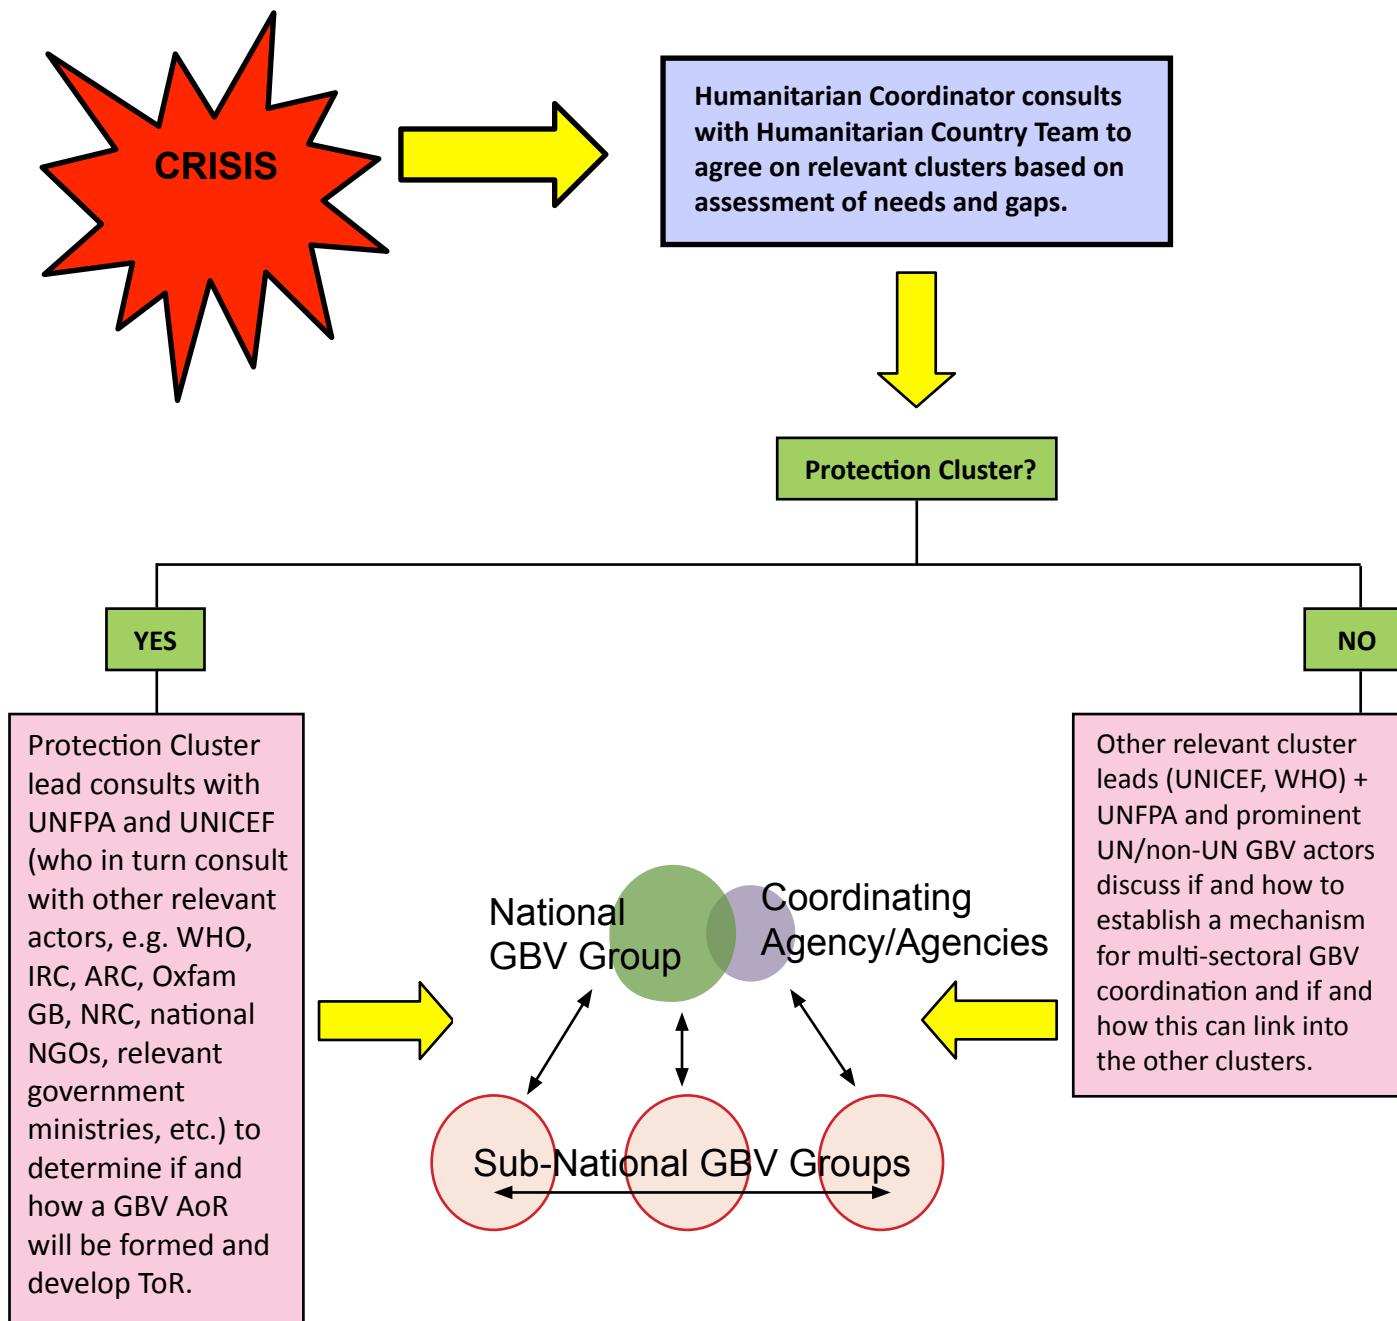 CRISIS
Humanitarian Coordinator consults
with Humanitarian Country Team to
agree on relevant clusters based on
assessment of needs and gaps.
Protection Cluster?
YES
NO
Protection Cluster
lead consults with
UNFPA and UNICEF
(who in turn consult
with other relevant
actors, e.g. WHO,
IRC, ARC, Oxfam
GB, NRC, national
NGOs, relevant
government
ministries, etc.) to
determine if and
how a GBV AoR
will be formed and
develop ToR.
National
GBV Group
Coordinating
Agency/Agencies
Sub-National GBV Groups
Other relevant cluster
leads (UNICEF, WHO) +
UNFPA and prominent
UN/non-UN GBV actors
discuss if and how to
establish a mechanism
for multi-sectoral GBV
coordination and if and
how this can link into
the other clusters.